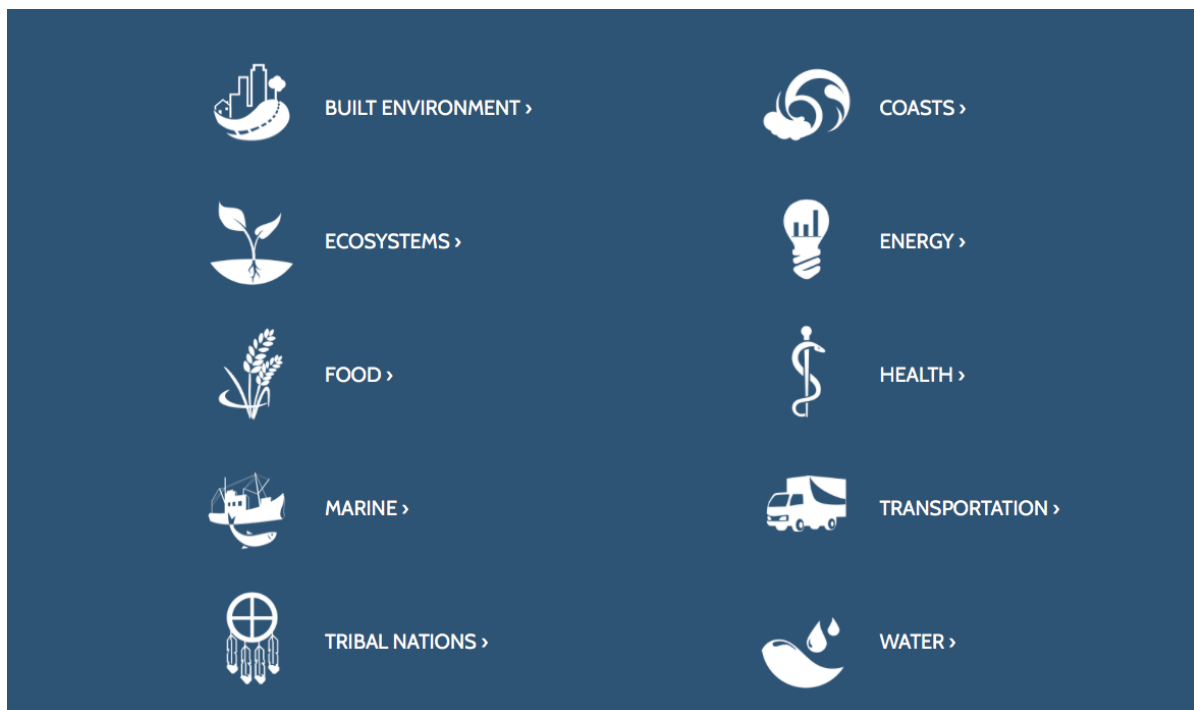 BUILT ENVIRONMENT ›
COASTS ›
ECOSYSTEMS ›
ENERGY ›
FOOD ›
HEALTH ›
MARINE ›
TRANSPORTATION ›
TRIBAL NATIONS ›
WATER ›